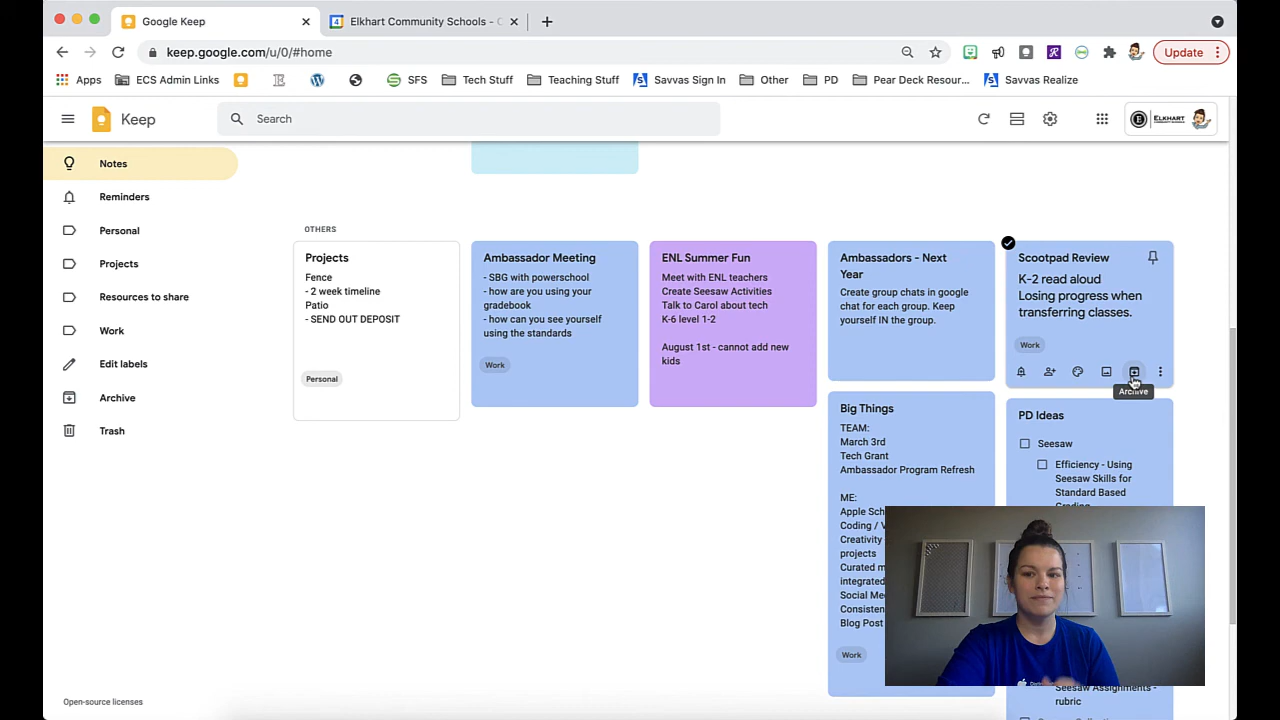 Google Keep
Elkhart Community Schools - C
keep.google.com/u/0/#home
Update
Apps
ECS Admin Links
SFS
Tech Stuff
Teaching Stuff
Savvas Sign In
Other
PD
Pear Deck Resour...
Savvas Realize
Keep
Search
ELKHART
Notes
Reminders
Personal
Projects
Resources to share
Work
Edit labels
Archive
Trash
Open-source licenses
OTHERS
Projects
Fence
- 2 week timeline
Patio
- SEND OUT DEPOSIT
Personal
Ambassador Meeting
- SBG with powerschool
- how are you using your
gradebook
- how can you see yourself
using the standards
Work
ENL Summer Fun
Meet with ENL teachers
Create Seesaw Activities
Talk to Carol about tech
K-6 level 1-2
August 1st - cannot add new
kids
Ambassadors - Next
Year
Create group chats in google
chat for each group. Keep
yourself IN the group.
Big Things
TEAM:
March 3rd
Tech Grant
Ambassador Program Refresh
ME:
Apple Sch
Coding /
Creativity
projects
Curated m
integrated
Social Me
Consisten
Blog Post
Work
Scootpad Review
K-2 read aloud
Losing progress when
transferring classes.
Work
Archive
PD Ideas
Seesaw
Efficiency - Using
Seesaw Skills for
Standard Based
Grading
Seesaw Assignments -
rubric